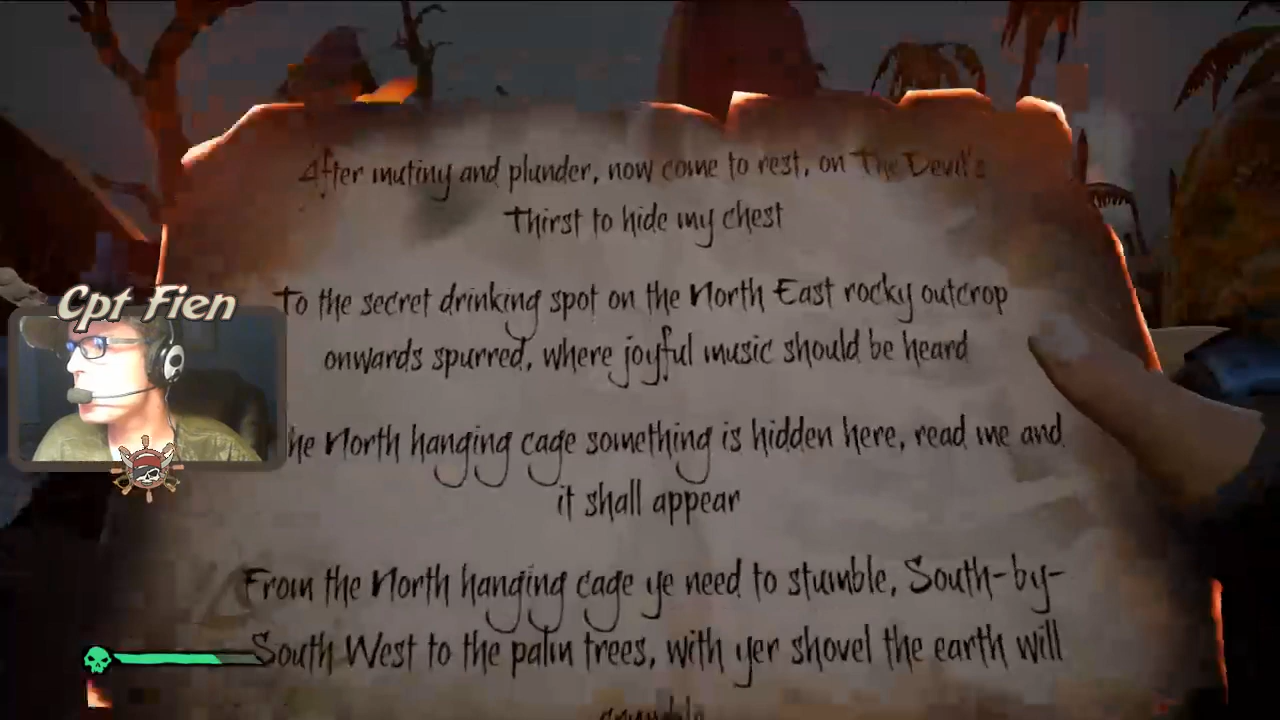 After mutiny and plunder, now come to rest, on The Devil's
Thirst to hide my chest
Cpt Fien
To the secret drinking spot on the North East rocky outcrop
onwards spurred, where joyful music should be heard
he North hanging cage something is hidden here, read me and
it shall appear
From the North hanging cage ye need to stumble, South-by-
South West to the palm trees, with yer shovel the earth will